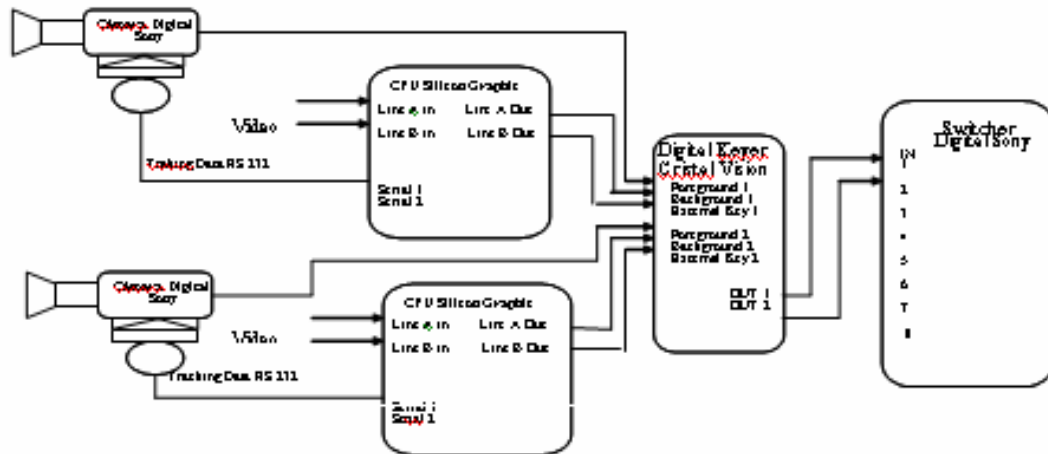 Cámara Digital
Sony
CPU Silicon Graphic
Line A in Line A Out
Line B in Line B Out
Video
Traking Data RS 232
Serial 1
Serial 2
Digital Keyer
Cristal Vision
Foreground 1
Background 1
External Key 1
Foreground 2
Background 2
External Key 2
OUT 1
OUT 2
Switcher
Digital Sony
IN
1
2
3
4
5
6
7
8
Cámara Digital
Sony
CPU Silicon Graphic
Line A in Line A Out
Line B in Line B Out
Video
Tracking Data RS 232
Serial 1
Serial 2